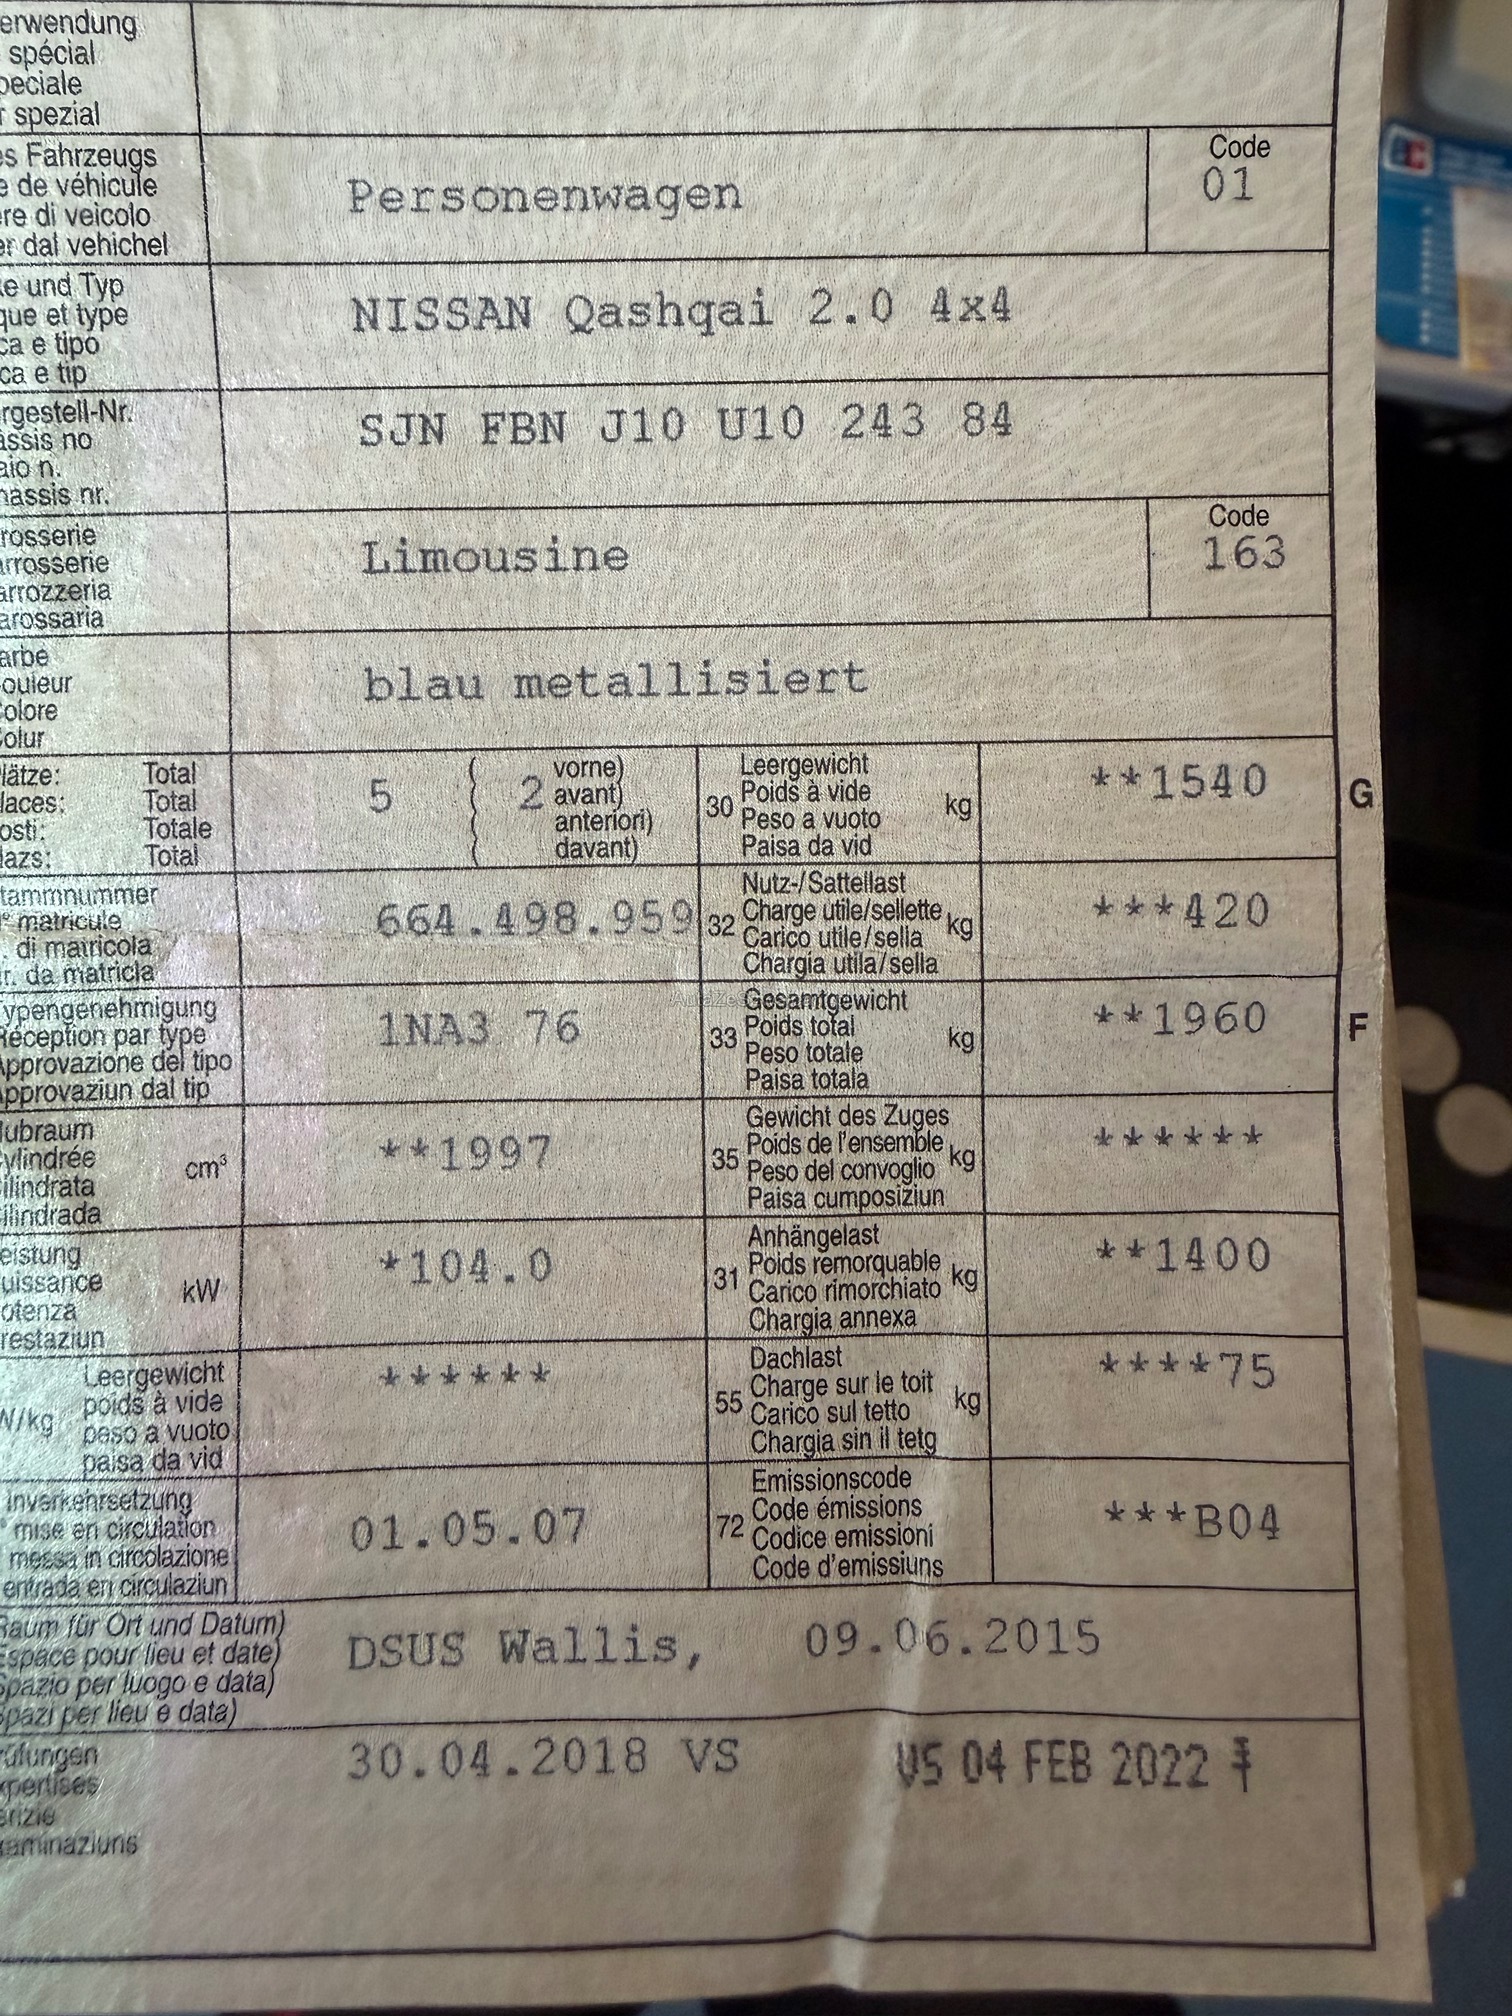 erwendung
spécial
peciale
r spezial
es Fahrzeugs
e de véhicule
ere di veicolo
er dal vehichel
Personenwagen
Code
01
ke und Typ
que et type
ca e tipo
ca e tip
NISSAN Qashqai 2.0 4x4
rgestell-Nr.
assis no
aio n.
hassis nr.
SJN FBN J10 U10 243 84
rosserie
arrosserie
arrozzeria
arossaria
Limousine
Code
163
arbe
ouleur
Colore
Colur
blau metallisiert
lätze: Total
laces: Total
osti: Totale
lazs: Total
5
2
vorne)
avant)
anteriori)
davant)
30
Leergewicht
Poids à vide
Peso a vuoto
Paisa da vid
kg
**1540
G
tammnummer
° matricule
. di matricola
r. da matricla
664.498.959
32
Nutz-/Sattellast
Charge utile/sellette
Carico utile/sella
Chargia utila/sella
kg
***420
Typengenehmigung
Réception par type
Approvazione del tipo
Approvaziun dal tip
1NA3 76
33
Gesamtgewicht
Poids total
Peso totale
Paisa totala
kg
**1960
F
Hubraum
Cylindrée
ilindrata
ilindrada
cm³
**1997
35
Gewicht des Zuges
Poids de l'ensemble
Peso del convoglio
Paisa cumposiziun
kg
******
eistung
uissance
otenza
restaziun
kW
*104.0
31
Anhängelast
Poids remorquable
Carico rimorchiato
Chargia annexa
kg
**1400
W/kg
Leergewicht
poids à vide
peso a vuoto
paisa da vid
******
55
Dachlast
Charge sur le toit
Carico sul tetto
Chargia sin il tetg
kg
****75
Inverkehrsetzung
° mise en circulation
messa in circolazione
entrada en circulaziun
01.05.07
72
Emissionscode
Code émissions
Codice emissioni
Code d'emissiuns
***B04
Raum für Ort und Datum)
Espace pour lieu et date)
Spazio per luogo e data)
Spazi per lieu e data)
DSUS Wallis, 09.06.2015
rüfungen
xpertises
erizie
xaminaziuns
30.04.2018 VS
VS 04 FEB 2022